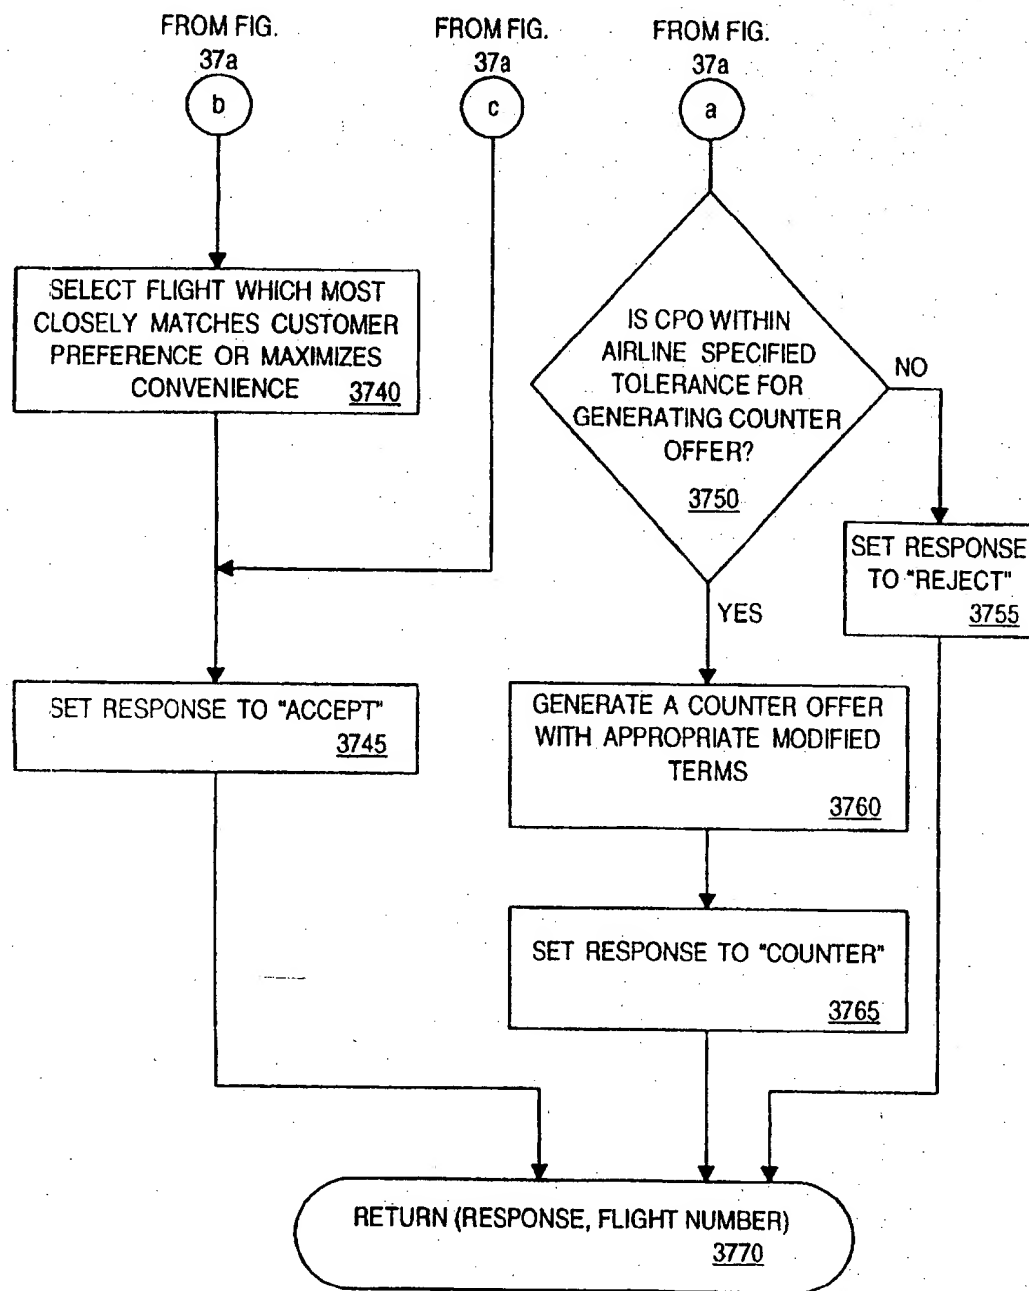 FROM FIG.
37a
b
FROM FIG.
37a
c
FROM FIG.
37a
a
SELECT FLIGHT WHICH MOST
CLOSELY MATCHES CUSTOMER
PREFERENCE OR MAXIMIZES
CONVENIENCE 3740
IS CPO WITHIN
AIRLINE SPECIFIED
TOLERANCE FOR
GENERATING COUNTER
OFFER?
3750
NO
SET RESPONSE
TO "REJECT"
3755
YES
SET RESPONSE TO "ACCEPT"
3745
GENERATE A COUNTER OFFER
WITH APPROPRIATE MODIFIED
TERMS
3760
SET RESPONSE TO "COUNTER"
3765
RETURN (RESPONSE, FLIGHT NUMBER)
3770